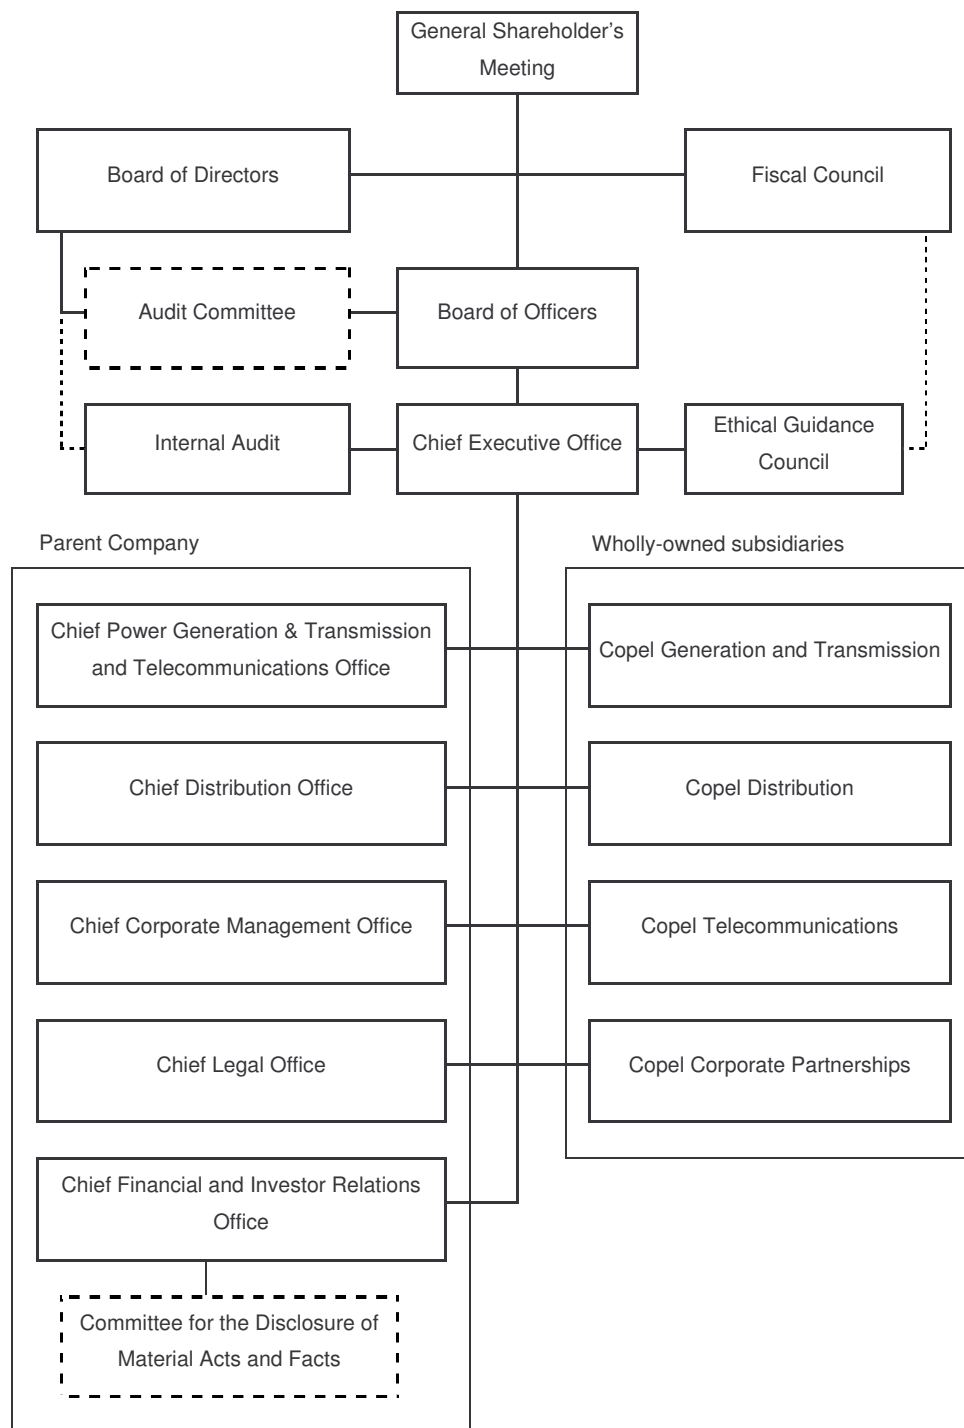 General Shareholder's
Meeting
Board of Directors
Fiscal Council
Audit Committee
Board of Officers
Internal Audit
Chief Executive Office
Ethical Guidance
Council
Parent Company
Wholly-owned subsidiaries
Chief Power Generation & Transmission
and Telecommunications Office
Copel Generation and Transmission
Chief Distribution Office
Copel Distribution
Chief Corporate Management Office
Copel Telecommunications
Chief Legal Office
Copel Corporate Partnerships
Chief Financial and Investor Relations
Office
Committee for the Disclosure of
Material Acts and Facts